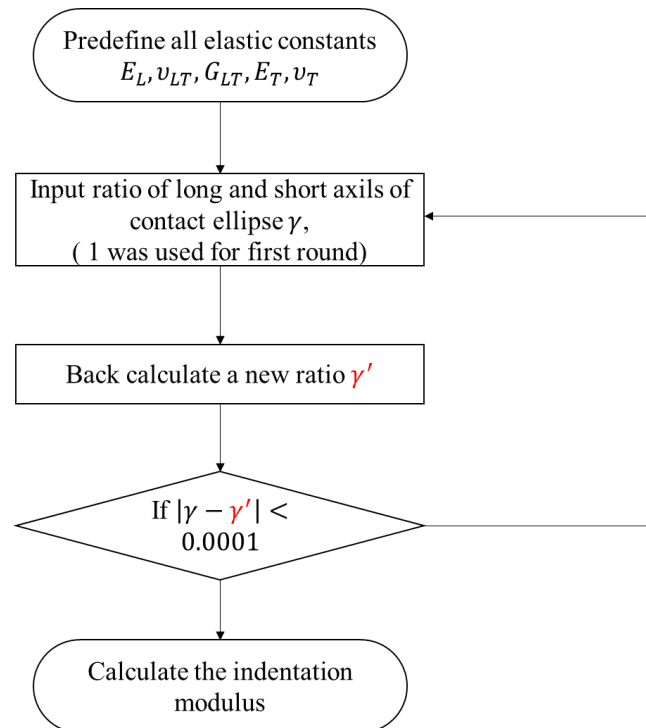 Predefine all elastic constants
E_L, υ_LT, G_LT, E_T, υ_T
Input ratio of long and short axils of
contact ellipse γ,
( 1 was used for first round)
Back calculate a new ratio γ′
If |γ − γ′| <
0.0001
Calculate the indentation
modulus